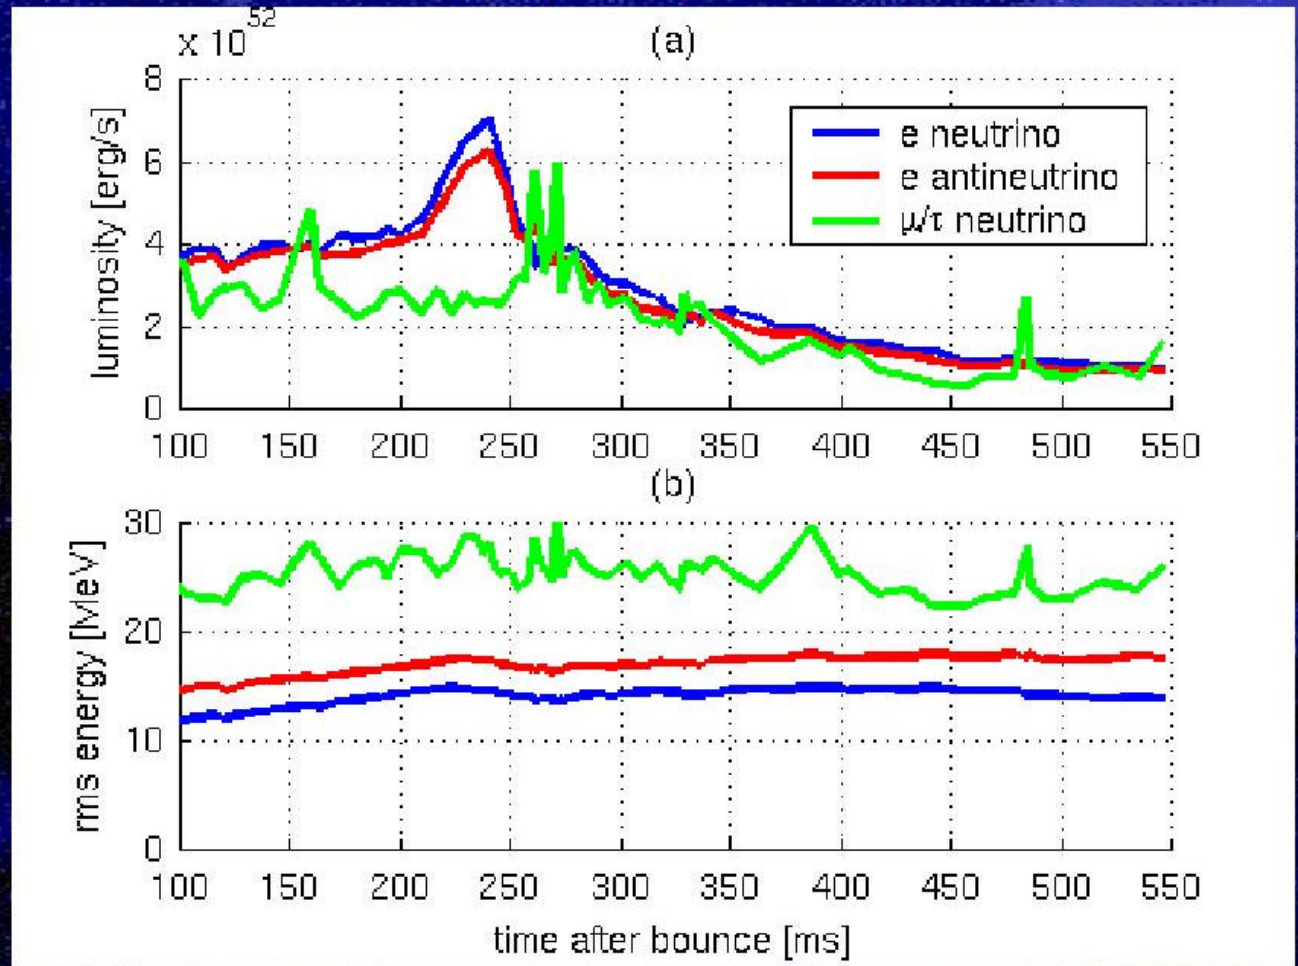 x 10^52
(a)
luminosity [erg/s]
8
6
4
2
0
e neutrino
e antineutrino
μ/τ neutrino
100 150 200 250 300 350 400 450 500 550
(b)
rms energy [MeV]
30
20
10
0
100 150 200 250 300 350 400 450 500 550
time after bounce [ms]